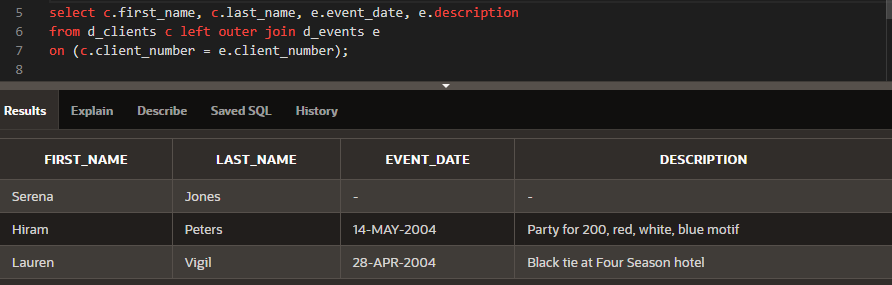 5 select c.first_name, c.last_name, e.event_date, e.description
6 from d_clients c left outer join d_events e
7 on (c.client_number = e.client_number);
8
Results Explain Describe Saved SQL History
FIRST_NAME LAST_NAME EVENT_DATE DESCRIPTION
Serena Jones - -
Hiram Peters 14-MAY-2004 Party for 200, red, white, blue motif
Lauren Vigil 28-APR-2004 Black tie at Four Season hotel